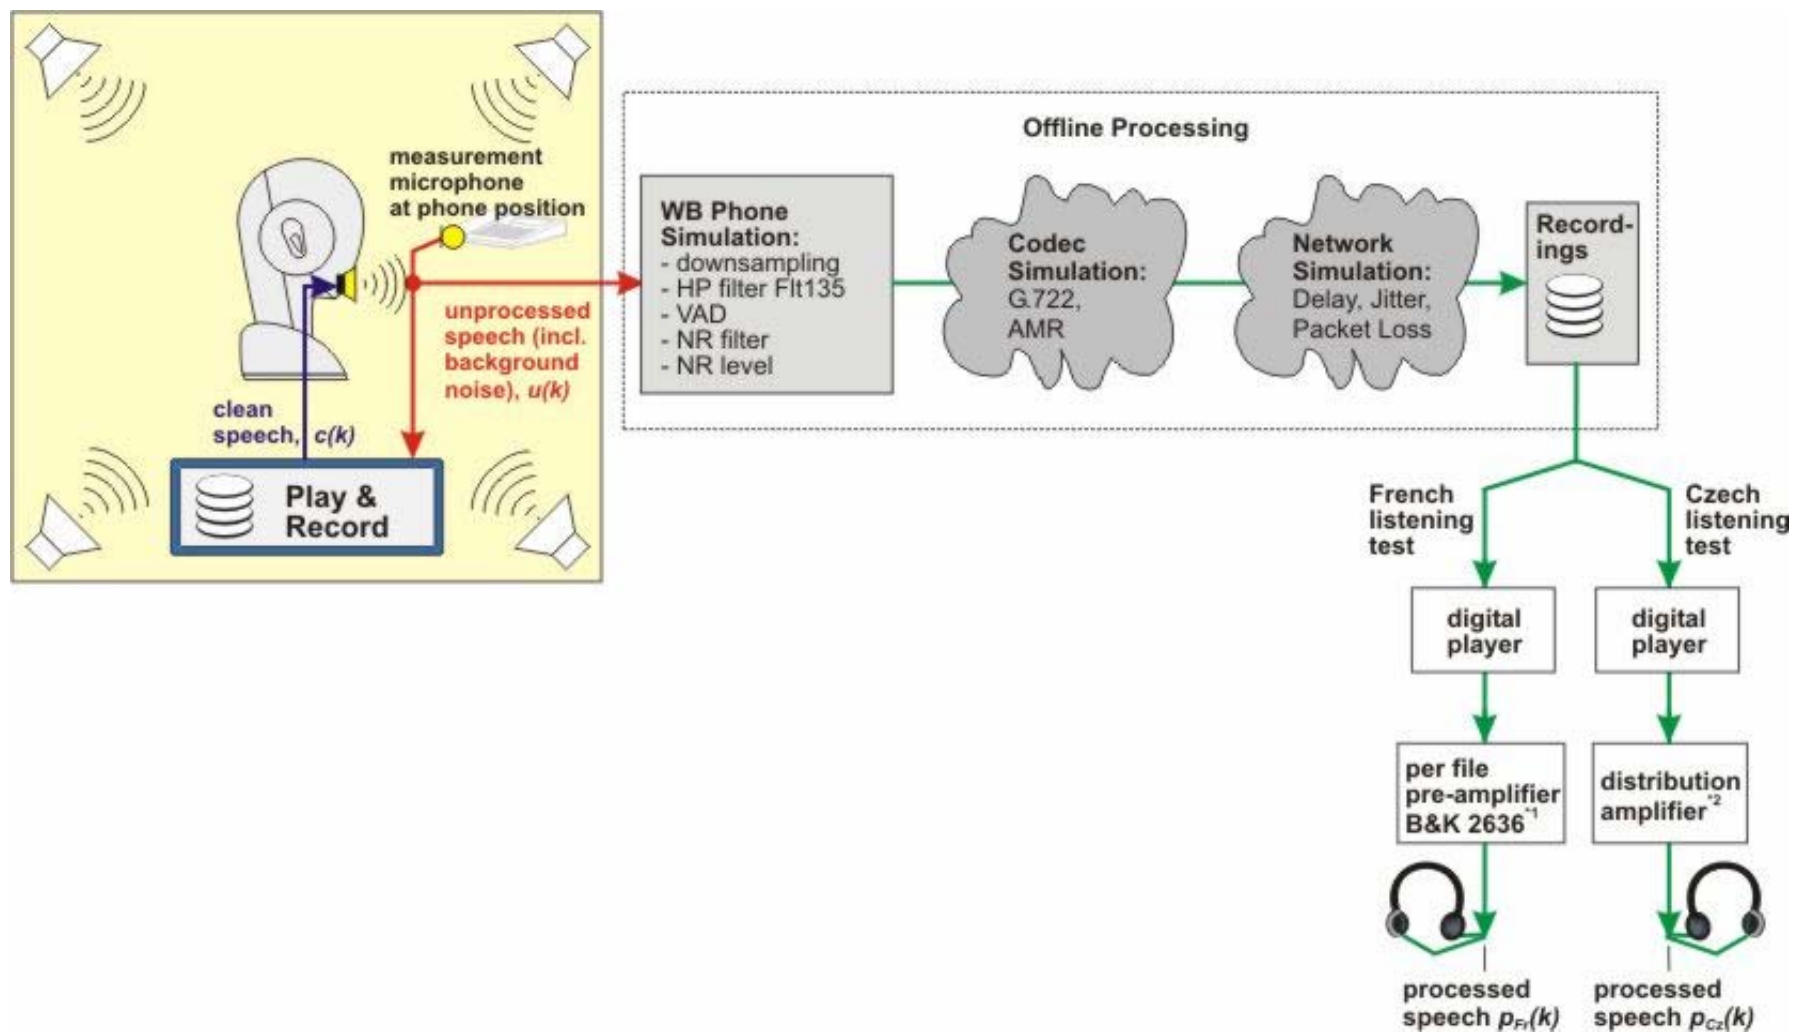 measurement
microphone
at phone position
unprocessed
speech (incl.
background
noise), u(k)
clean
speech, c(k)
Play &
Record
Offline Processing
WB Phone
Simulation:
- downsampling
- HP filter Flt135
- VAD
- NR filter
- NR level
Codec
Simulation:
G.722,
AMR
Network
Simulation:
Delay, Jitter,
Packet Loss
Record-
ings
French
listening
test
Czech
listening
test
digital
player
digital
player
per file
pre-amplifier
B&K 2636*1
distribution
amplifier*2
processed
speech pFr(k)
processed
speech pCz(k)